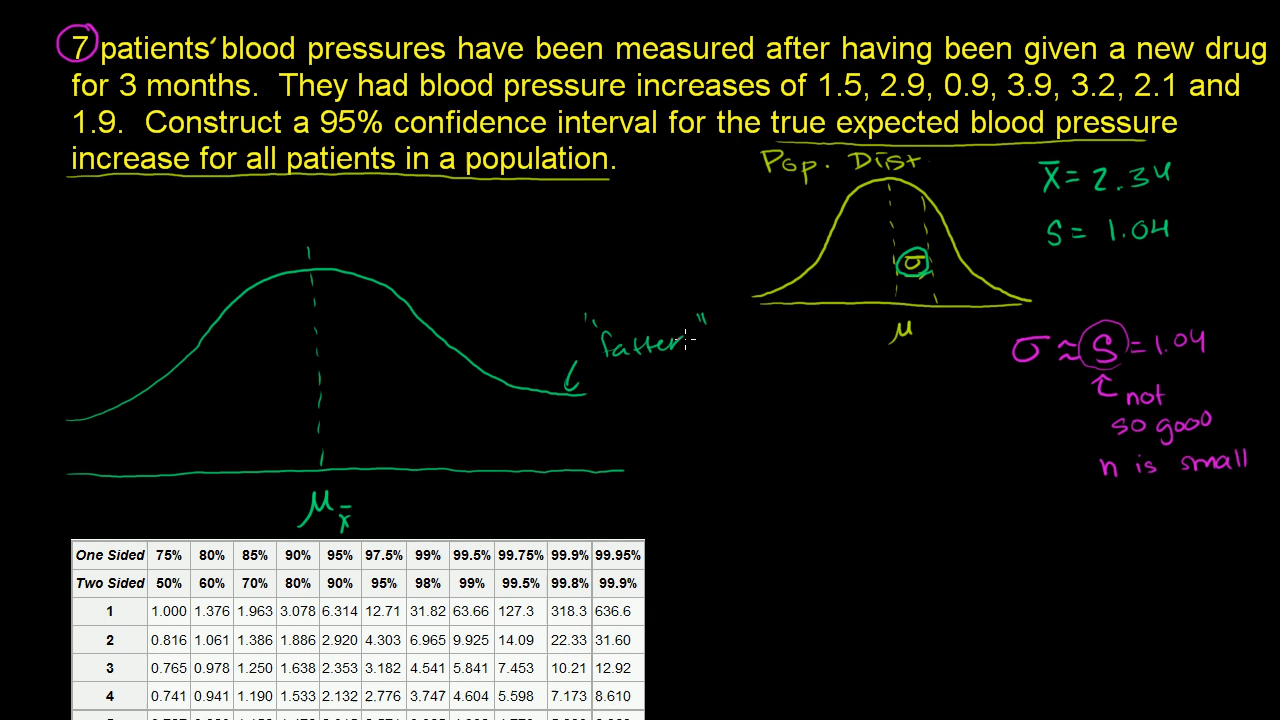 7 patients' blood pressures have been measured after having been given a new drug
for 3 months. They had blood pressure increases of 1.5, 2.9, 0.9, 3.9, 3.2, 2.1 and
1.9. Construct a 95% confidence interval for the true expected blood pressure
increase for all patients in a population.
Pop. Dist
x̄ = 2.34
S = 1.04
σ
μ
"fatter"
σ ≈ S = 1.04
not
so good
n is small
μx̄
One Sided 75% 80% 85% 90% 95% 97.5% 99% 99.5% 99.75% 99.9% 99.95%
Two Sided 50% 60% 70% 80% 90% 95% 98% 99% 99.5% 99.8% 99.9%
1 1.000 1.376 1.963 3.078 6.314 12.71 31.82 63.66 127.3 318.3 636.6
2 0.816 1.061 1.386 1.886 2.920 4.303 6.965 9.925 14.09 22.33 31.60
3 0.765 0.978 1.250 1.638 2.353 3.182 4.541 5.841 7.453 10.21 12.92
4 0.741 0.941 1.190 1.533 2.132 2.776 3.747 4.604 5.598 7.173 8.610